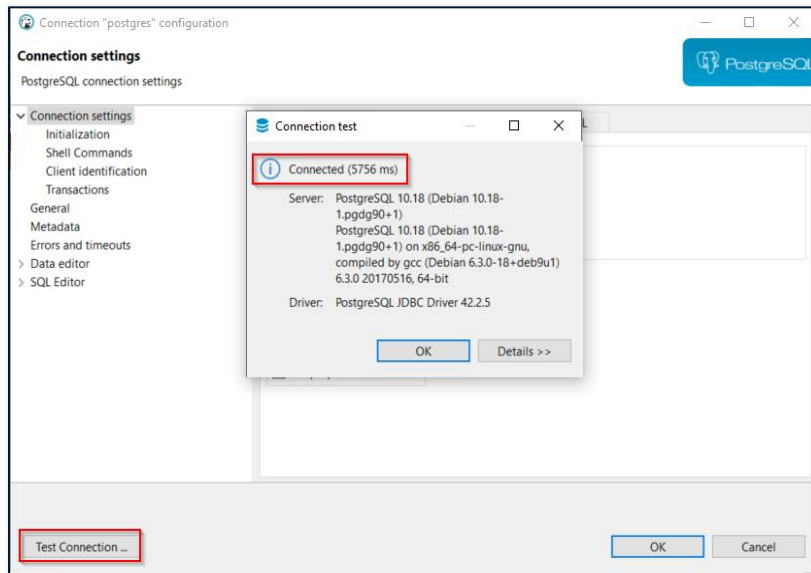 Connection "postgres" configuration
Connection settings
PostgreSQL connection settings
PostgreSQL
Connection settings
Initialization
Shell Commands
Client identification
Transactions
General
Metadata
Errors and timeouts
Data editor
SQL Editor
Connection test
Connected (5756 ms)
Server: PostgreSQL 10.18 (Debian 10.18-
1.pgdg90+1)
PostgreSQL 10.18 (Debian 10.18-
1.pgdg90+1) on x86_64-pc-linux-gnu,
compiled by gcc (Debian 6.3.0-18+deb9u1)
6.3.0 20170516, 64-bit
Driver: PostgreSQL JDBC Driver 42.2.5
OK Details >>
Test Connection ...
OK Cancel